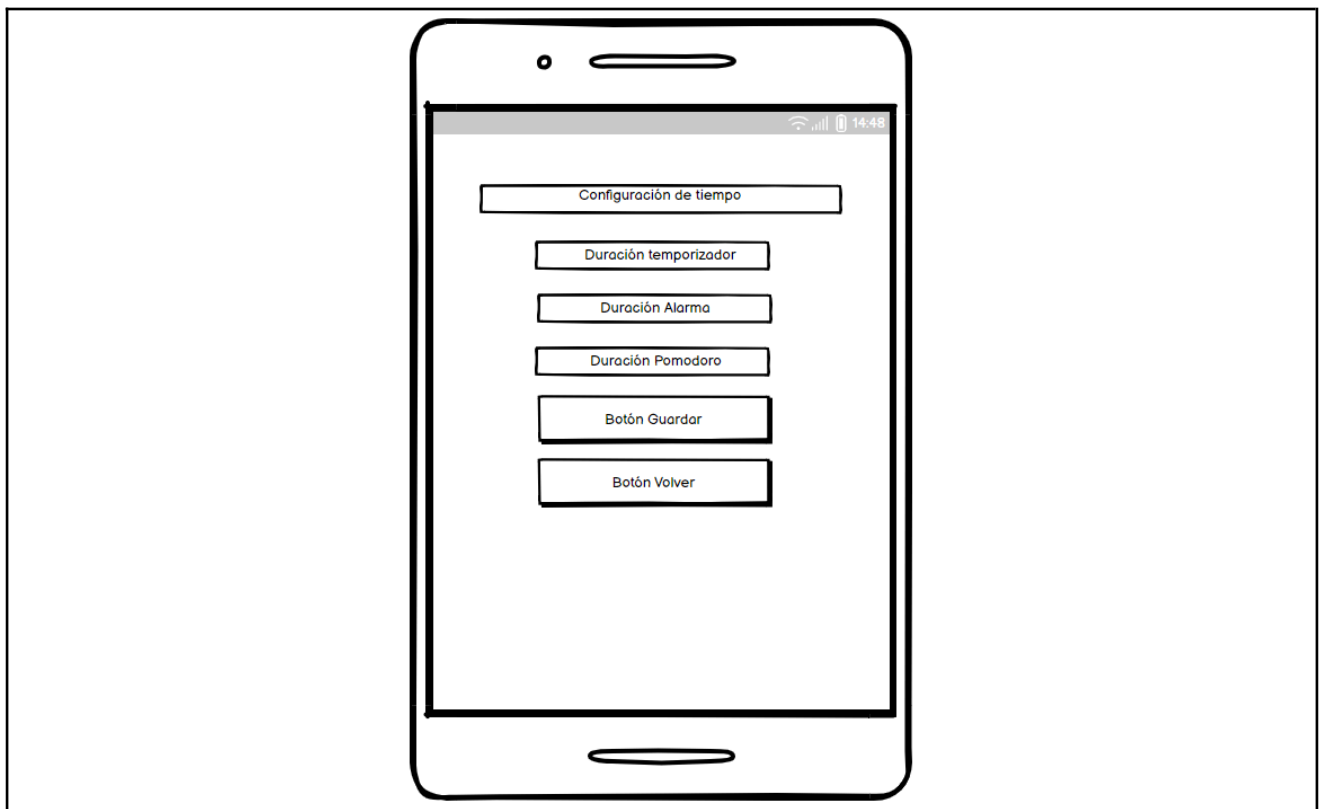 14:48
Configuración de tiempo
Duración temporizador
Duración Alarma
Duración Pomodoro
Botón Guardar
Botón Volver